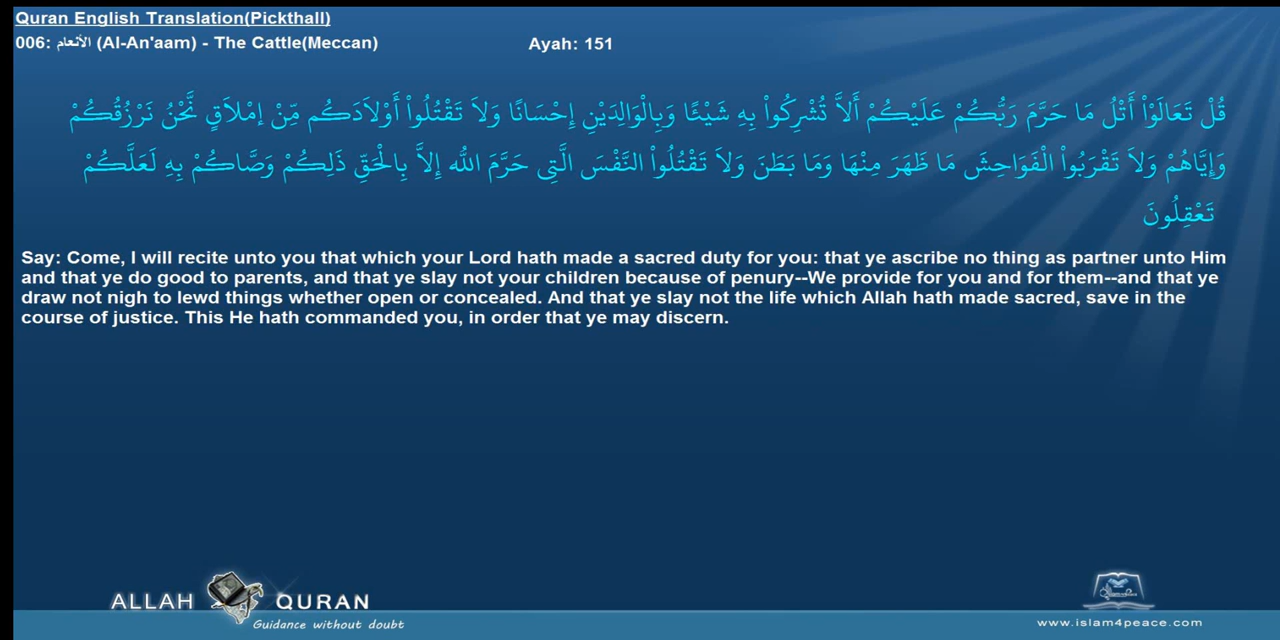 Quran English Translation(Pickthall)
006: الأنعام (Al-An'aam) - The Cattle(Meccan)
Ayah: 151
قُلْ تَعَالَوْاْ أَتْلُ مَا حَرَّمَ رَبُّكُمْ عَلَيْكُمْ أَلاَّ تُشْرِكُواْ بِهِ شَيْئًا وَبِالْوَالِدَيْنِ إِحْسَانًا وَلاَ تَقْتُلُواْ أَوْلاَدَكُم مِّنْ إمْلاَقٍ نَّحْنُ نَرْزُقُكُمْ
وَإِيَّاهُمْ وَلاَ تَقْرَبُواْ الْفَوَاحِشَ مَا ظَهَرَ مِنْهَا وَمَا بَطَنَ وَلاَ تَقْتُلُواْ النَّفْسَ الَّتِي حَرَّمَ اللّهُ إِلاَّ بِالْحَقِّ ذَلِكُمْ وَصَّاكُمْ بِهِ لَعَلَّكُمْ
تَعْقِلُونَ
Say: Come, I will recite unto you that which your Lord hath made a sacred duty for you: that ye ascribe no thing as partner unto Him
and that ye do good to parents, and that ye slay not your children because of penury--We provide for you and for them--and that ye
draw not nigh to lewd things whether open or concealed. And that ye slay not the life which Allah hath made sacred, save in the
course of justice. This He hath commanded you, in order that ye may discern.
ALLAH QURAN
Guidance without doubt
www.islam4peace.com